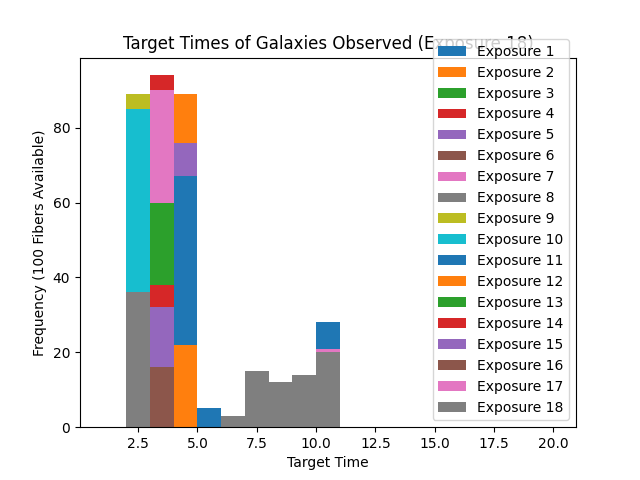 Target Times of Galaxies Observed (Exposure 18)
Frequency (100 Fibers Available)
80
60
40
20
0
2.5 5.0 7.5 10.0 12.5 15.0 17.5 20.0
Target Time
Exposure 1
Exposure 2
Exposure 3
Exposure 4
Exposure 5
Exposure 6
Exposure 7
Exposure 8
Exposure 9
Exposure 10
Exposure 11
Exposure 12
Exposure 13
Exposure 14
Exposure 15
Exposure 16
Exposure 17
Exposure 18